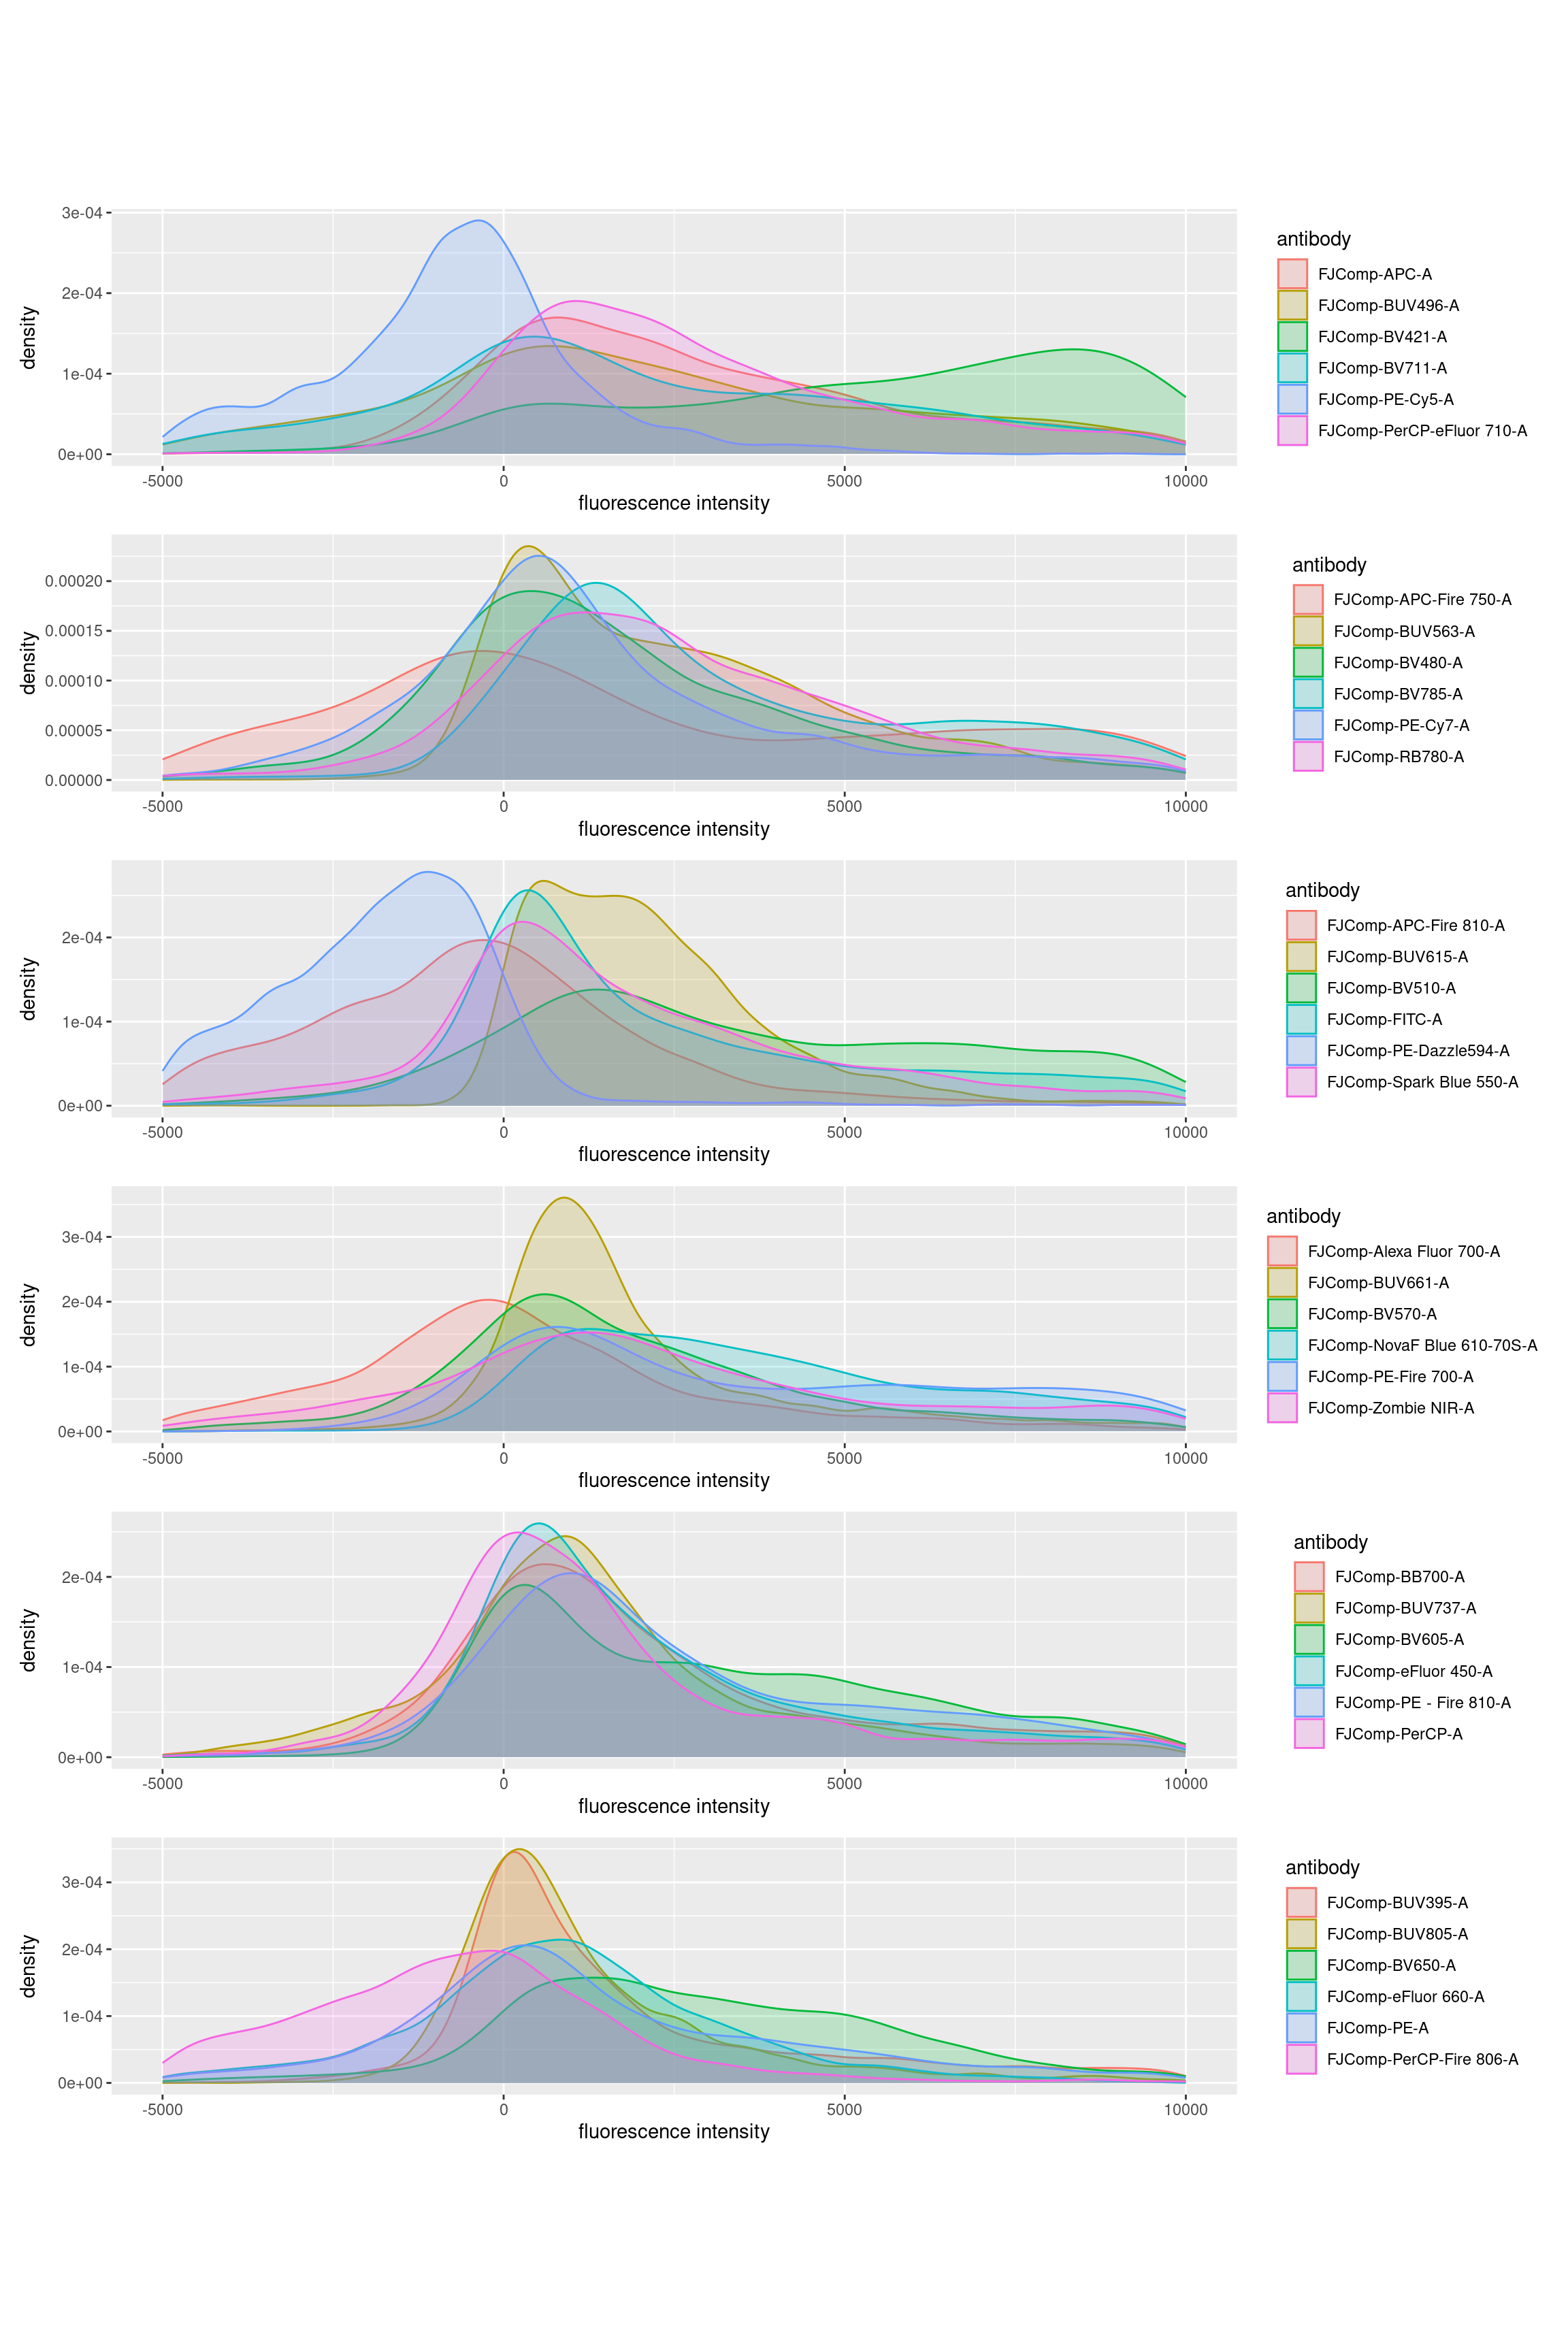 density
3e-04
2e-04
1e-04
0e+00
-5000 0 5000 10000
fluorescence intensity
antibody
FJComp-APC-A
FJComp-BUV496-A
FJComp-BV421-A
FJComp-BV711-A
FJComp-PE-Cy5-A
FJComp-PerCP-eFluor 710-A
density
0.00020
0.00015
0.00010
0.00005
0.00000
-5000 0 5000 10000
fluorescence intensity
antibody
FJComp-APC-Fire 750-A
FJComp-BUV563-A
FJComp-BV480-A
FJComp-BV785-A
FJComp-PE-Cy7-A
FJComp-RB780-A
density
2e-04
1e-04
0e+00
-5000 0 5000 10000
fluorescence intensity
antibody
FJComp-APC-Fire 810-A
FJComp-BUV615-A
FJComp-BV510-A
FJComp-FITC-A
FJComp-PE-Dazzle594-A
FJComp-Spark Blue 550-A
density
3e-04
2e-04
1e-04
0e+00
-5000 0 5000 10000
fluorescence intensity
antibody
FJComp-Alexa Fluor 700-A
FJComp-BUV661-A
FJComp-BV570-A
FJComp-NovaF Blue 610-70S-A
FJComp-PE-Fire 700-A
FJComp-Zombie NIR-A
density
2e-04
1e-04
0e+00
-5000 0 5000 10000
fluorescence intensity
antibody
FJComp-BB700-A
FJComp-BUV737-A
FJComp-BV605-A
FJComp-eFluor 450-A
FJComp-PE - Fire 810-A
FJComp-PerCP-A
density
3e-04
2e-04
1e-04
0e+00
-5000 0 5000 10000
fluorescence intensity
antibody
FJComp-BUV395-A
FJComp-BUV805-A
FJComp-BV650-A
FJComp-eFluor 660-A
FJComp-PE-A
FJComp-PerCP-Fire 806-A